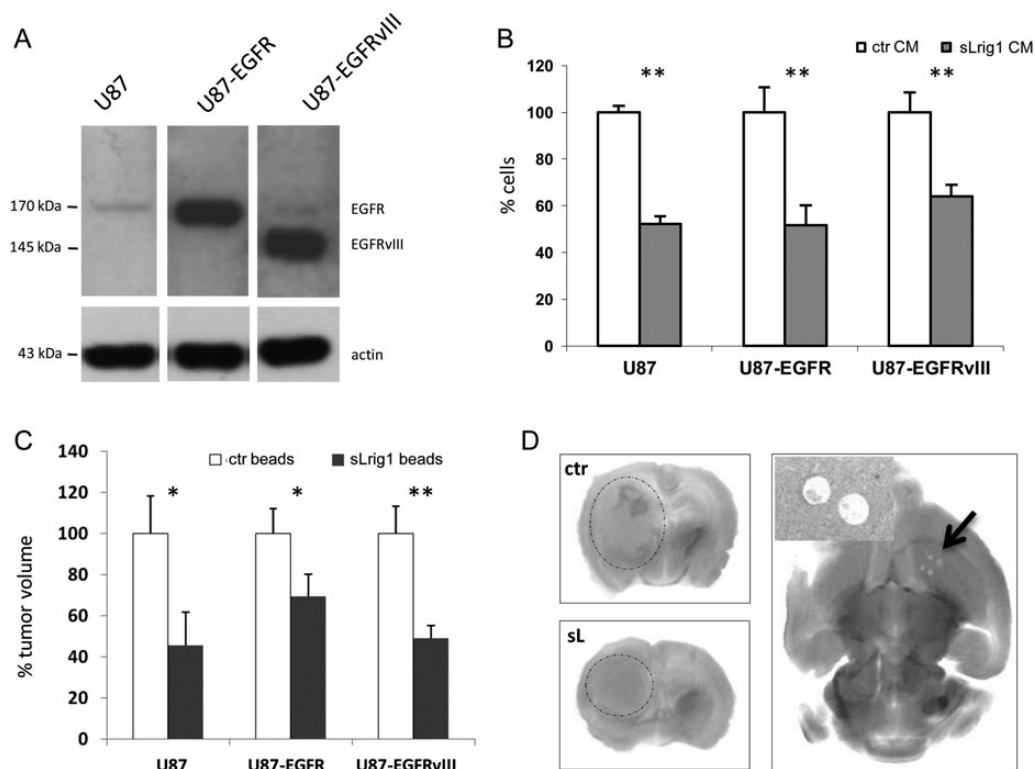 A
U87
U87-EGFR
U87-EGFRvIII
170 kDa
EGFR
145 kDa
EGFRvIII
43 kDa
actin
B
ctr CM
sLrig1 CM
120
100
80
60
40
20
0
% cells
** ** **
U87 U87-EGFR U87-EGFRvIII
C
ctr beads
sLrig1 beads
140
120
100
80
60
40
20
0
% tumor volume
* * **
U87 U87-EGFR U87-EGFRvIII
D
ctr
sL